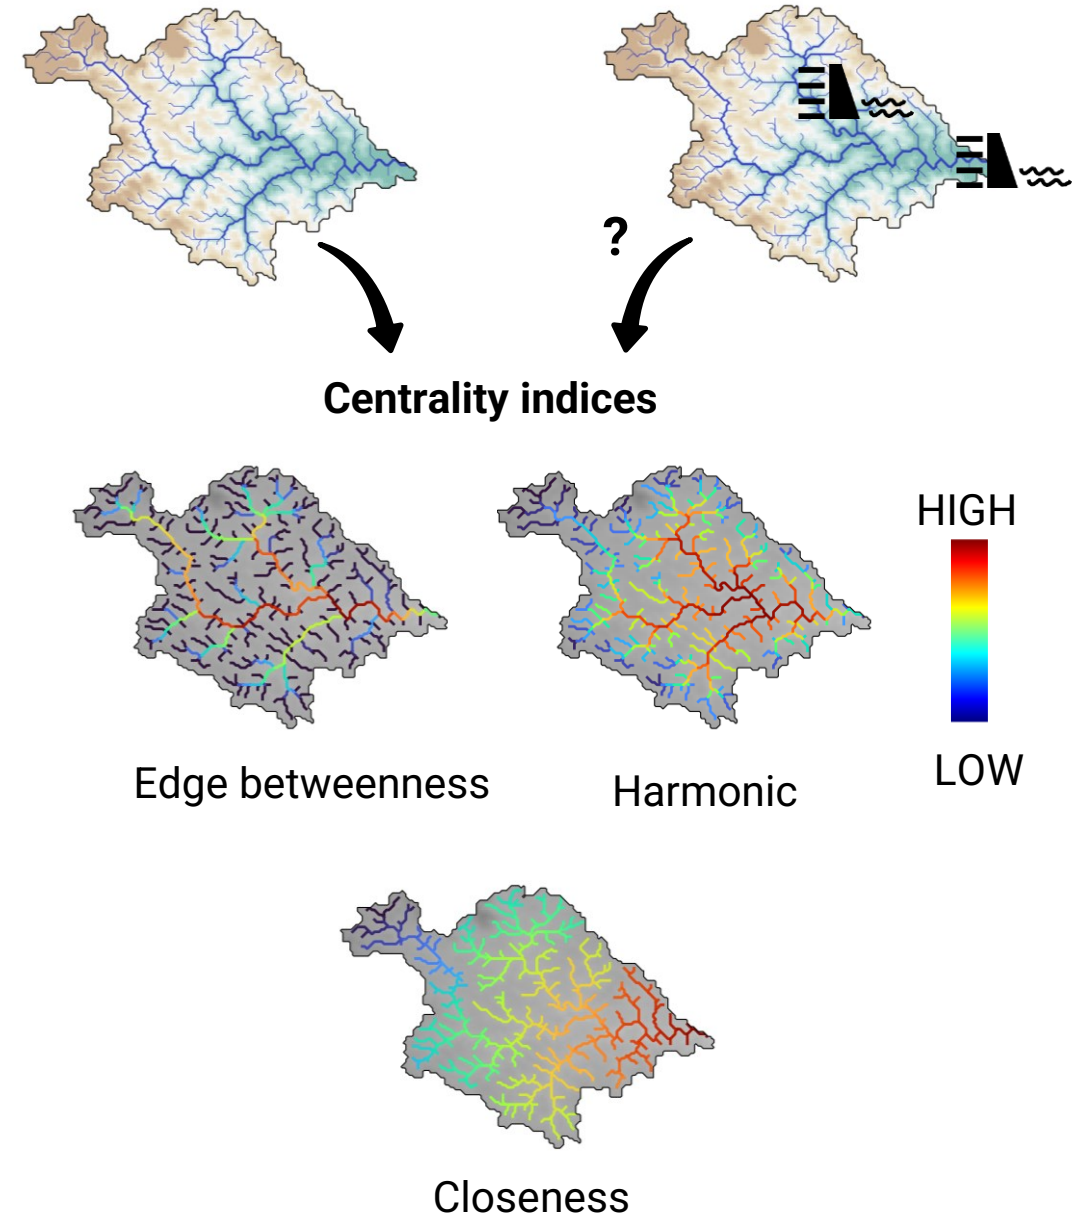 ?
Centrality indices
HIGH
LOW
Edge betweenness
Harmonic
Closeness